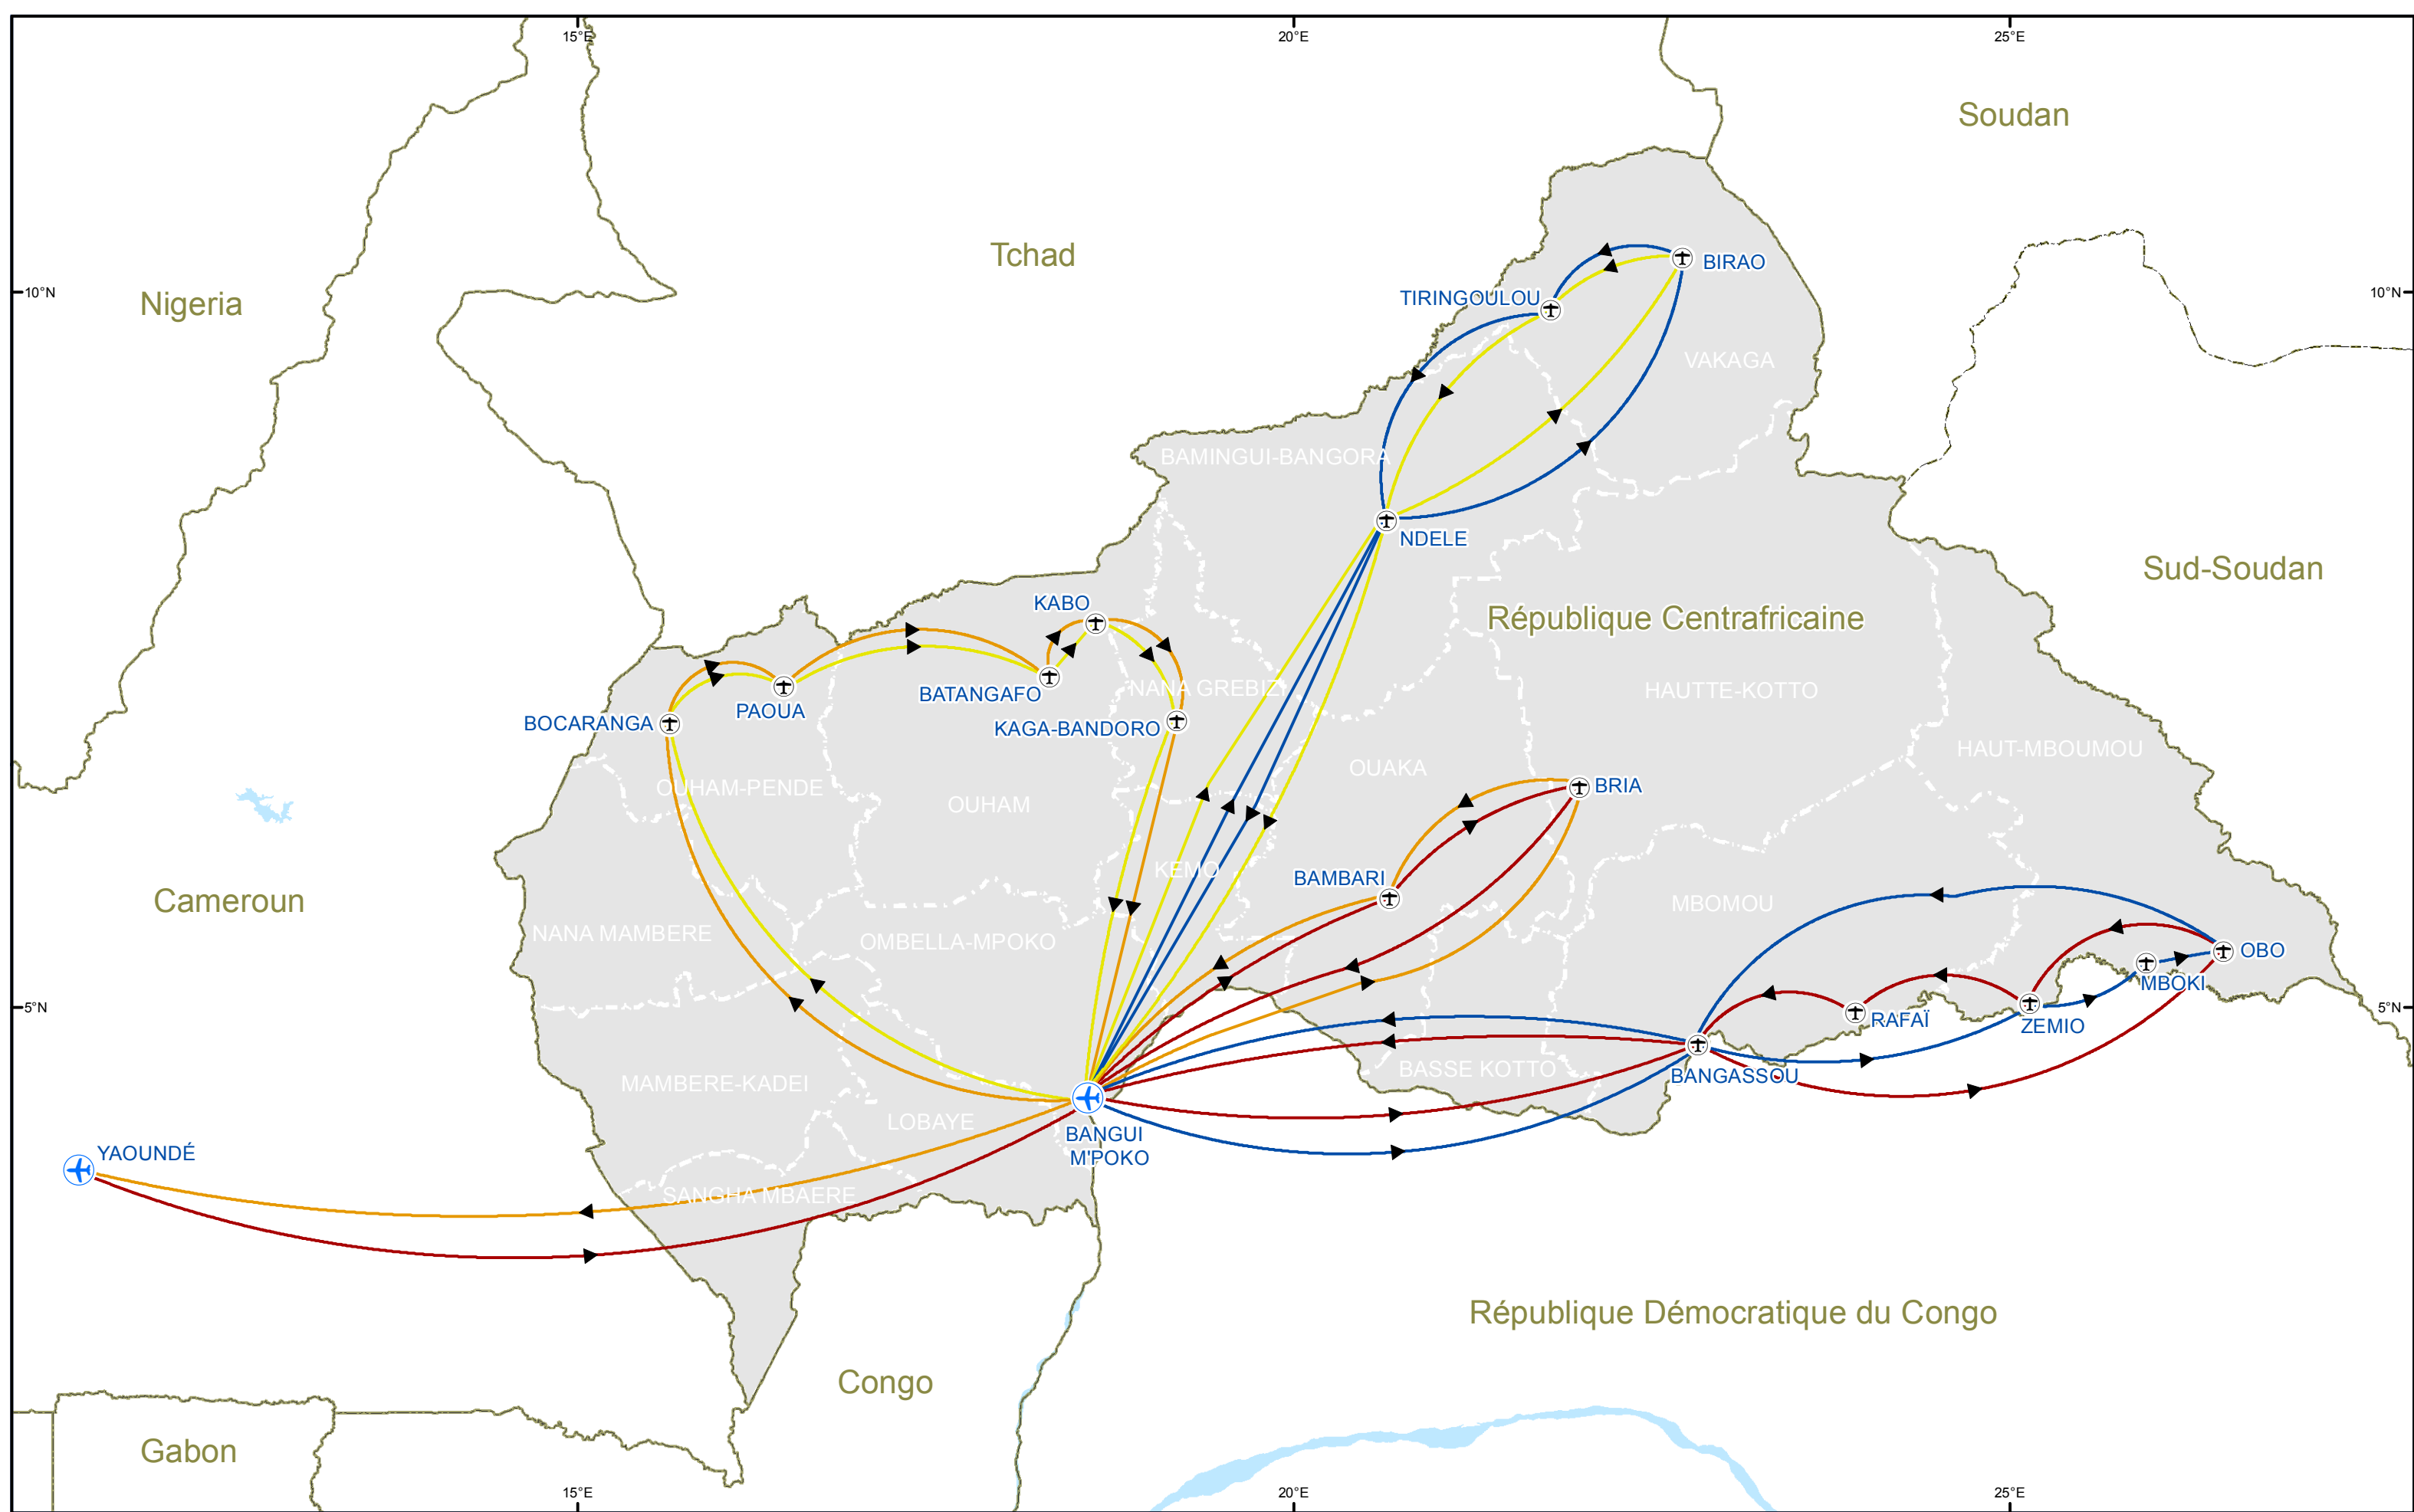 15°E
20°E
25°E
Soudan
Tchad
BIRAO
10°N
10°N
Nigeria
TIRINGOULOU
VAKAGA
BAMINGUI-BANGORA
NDELE
Sud-Soudan
KABO
République Centrafricaine
BATANGAFO
NANA GREBIZI
HAUTTE-KOTTO
PAOUA
BOCARANGA
KAGA-BANDORO
HAUT-MBOUMOU
OUAKA
OUHAM-PENDE
BRIA
OUHAM
KEMO
BAMBARI
Cameroun
MBOMOU
NANA MAMBERE
OMBELLA-MPOKO
OBO
MBOKI
5°N
5°N
RAFAÏ
ZEMIO
BASSE KOTTO
BANGASSOU
MAMBERE-KADEI
LOBAYE
BANGUI
M'POKO
YAOUNDÉ
SANGHA MBAERE
République Démocratique du Congo
Congo
Gabon
15°E
20°E
25°E